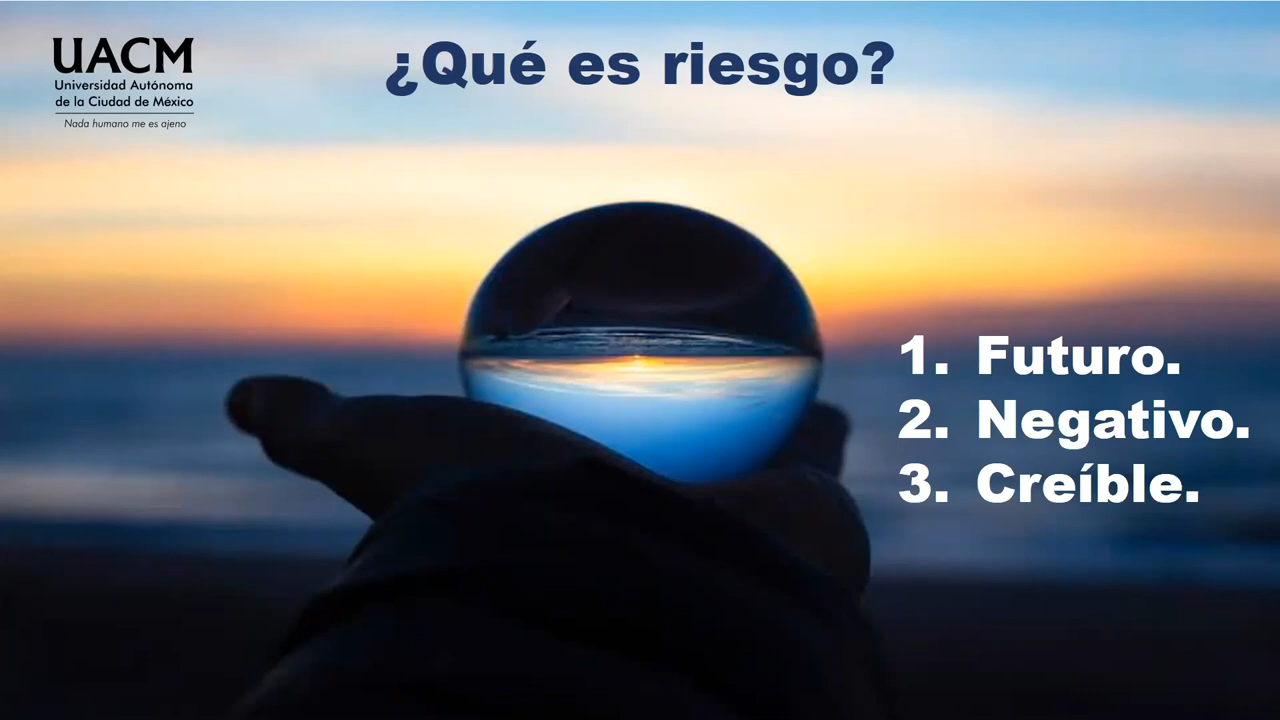 UACM
Universidad Autónoma
de la Ciudad de México
Nada humano me es ajeno
¿Qué es riesgo?
1. Futuro.
2. Negativo.
3. Creíble.